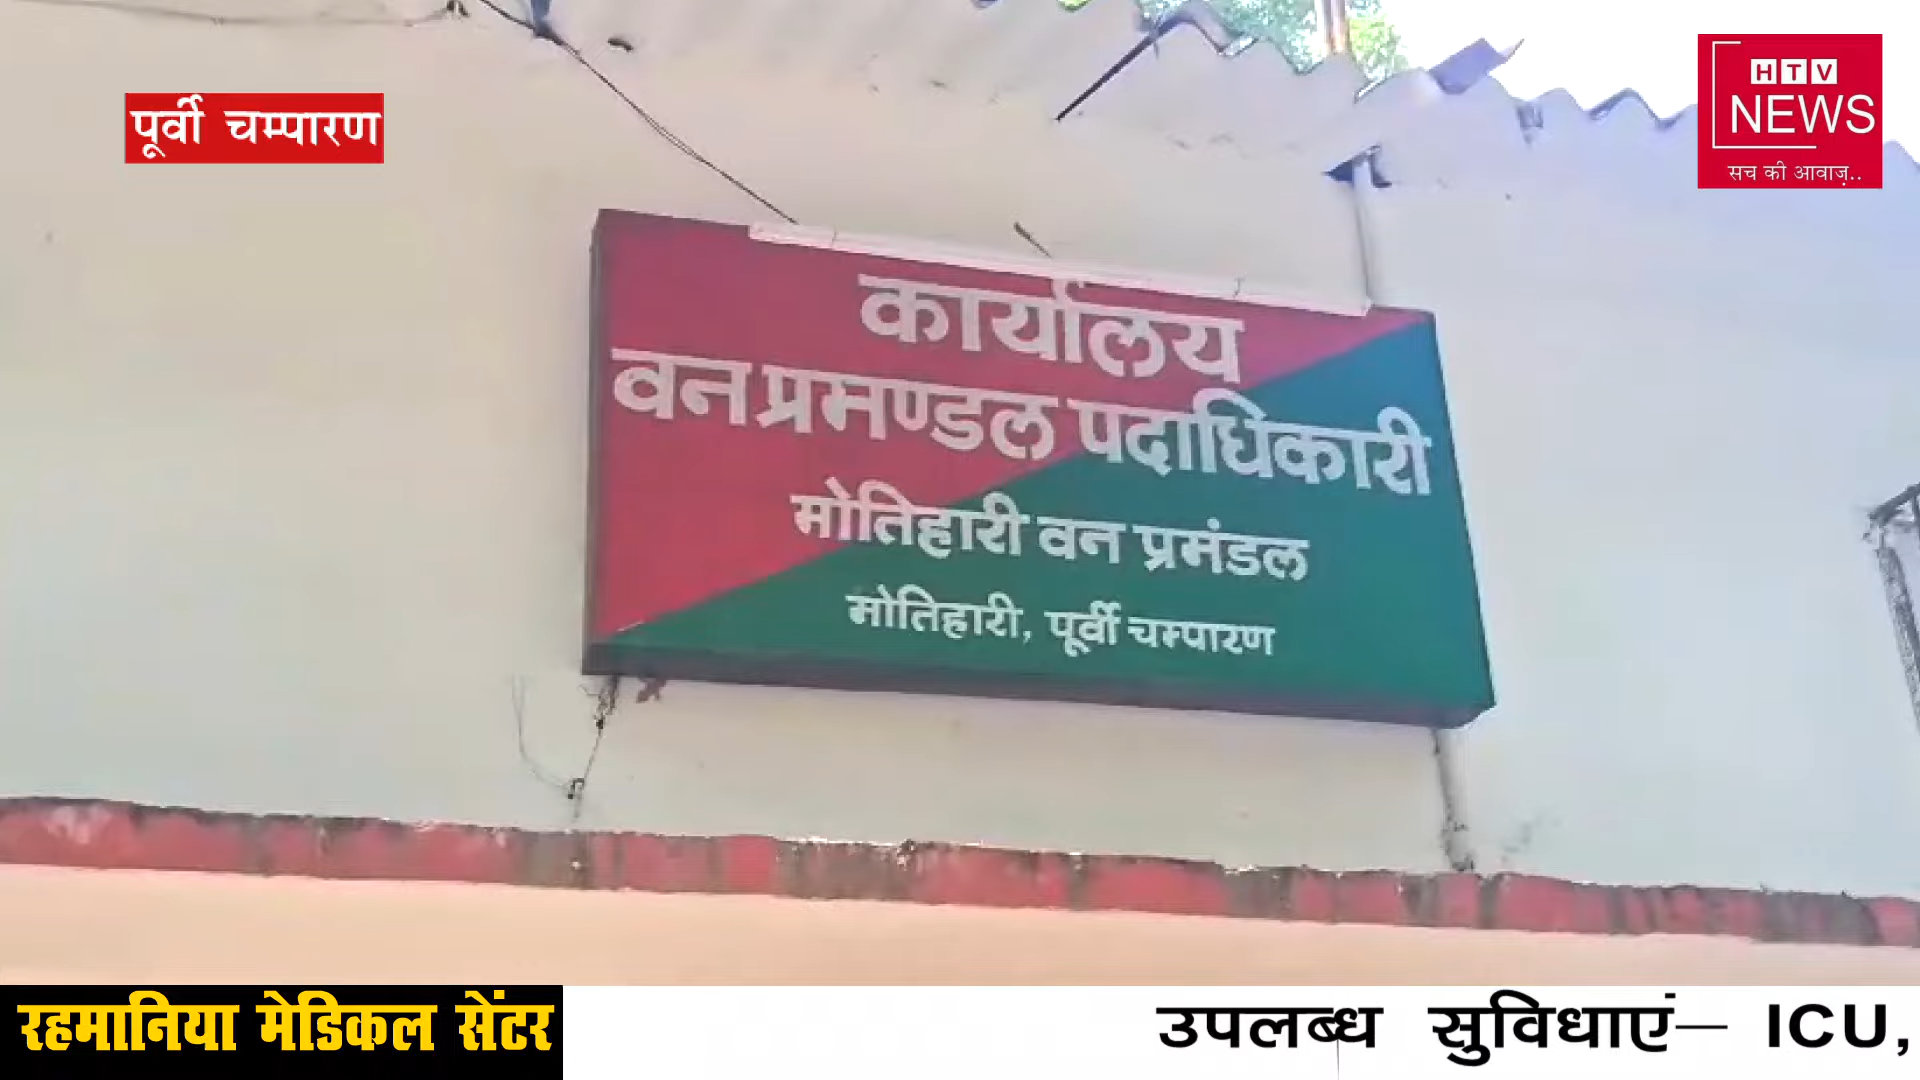 पूर्वी चम्पारण
HTV
NEWS
सच की आवाज़..
कार्यालय
वन प्रमण्डल पदाधिकारी
मोतिहारी वन प्रमंडल
मोतिहारी, पूर्वी चम्पारण
रहमानिया मेडिकल सेंटर
उपलब्ध सुविधाएं— ICU,